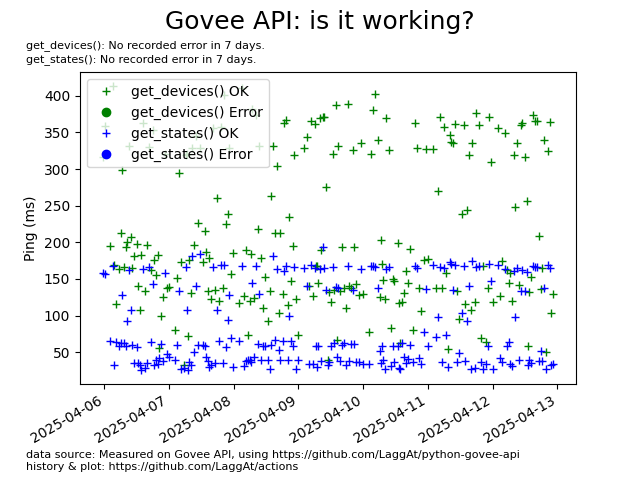 Govee API: is it working?
get_devices(): No recorded error in 7 days.
get_states(): No recorded error in 7 days.
get_devices() OK
get_devices() Error
get_states() OK
get_states() Error
Ping (ms)
400
350
300
250
200
150
100
50
2025-04-06
2025-04-07
2025-04-08
2025-04-09
2025-04-10
2025-04-11
2025-04-12
2025-04-13
data source: Measured on Govee API, using https://github.com/LaggAt/python-govee-api
history & plot: https://github.com/LaggAt/actions